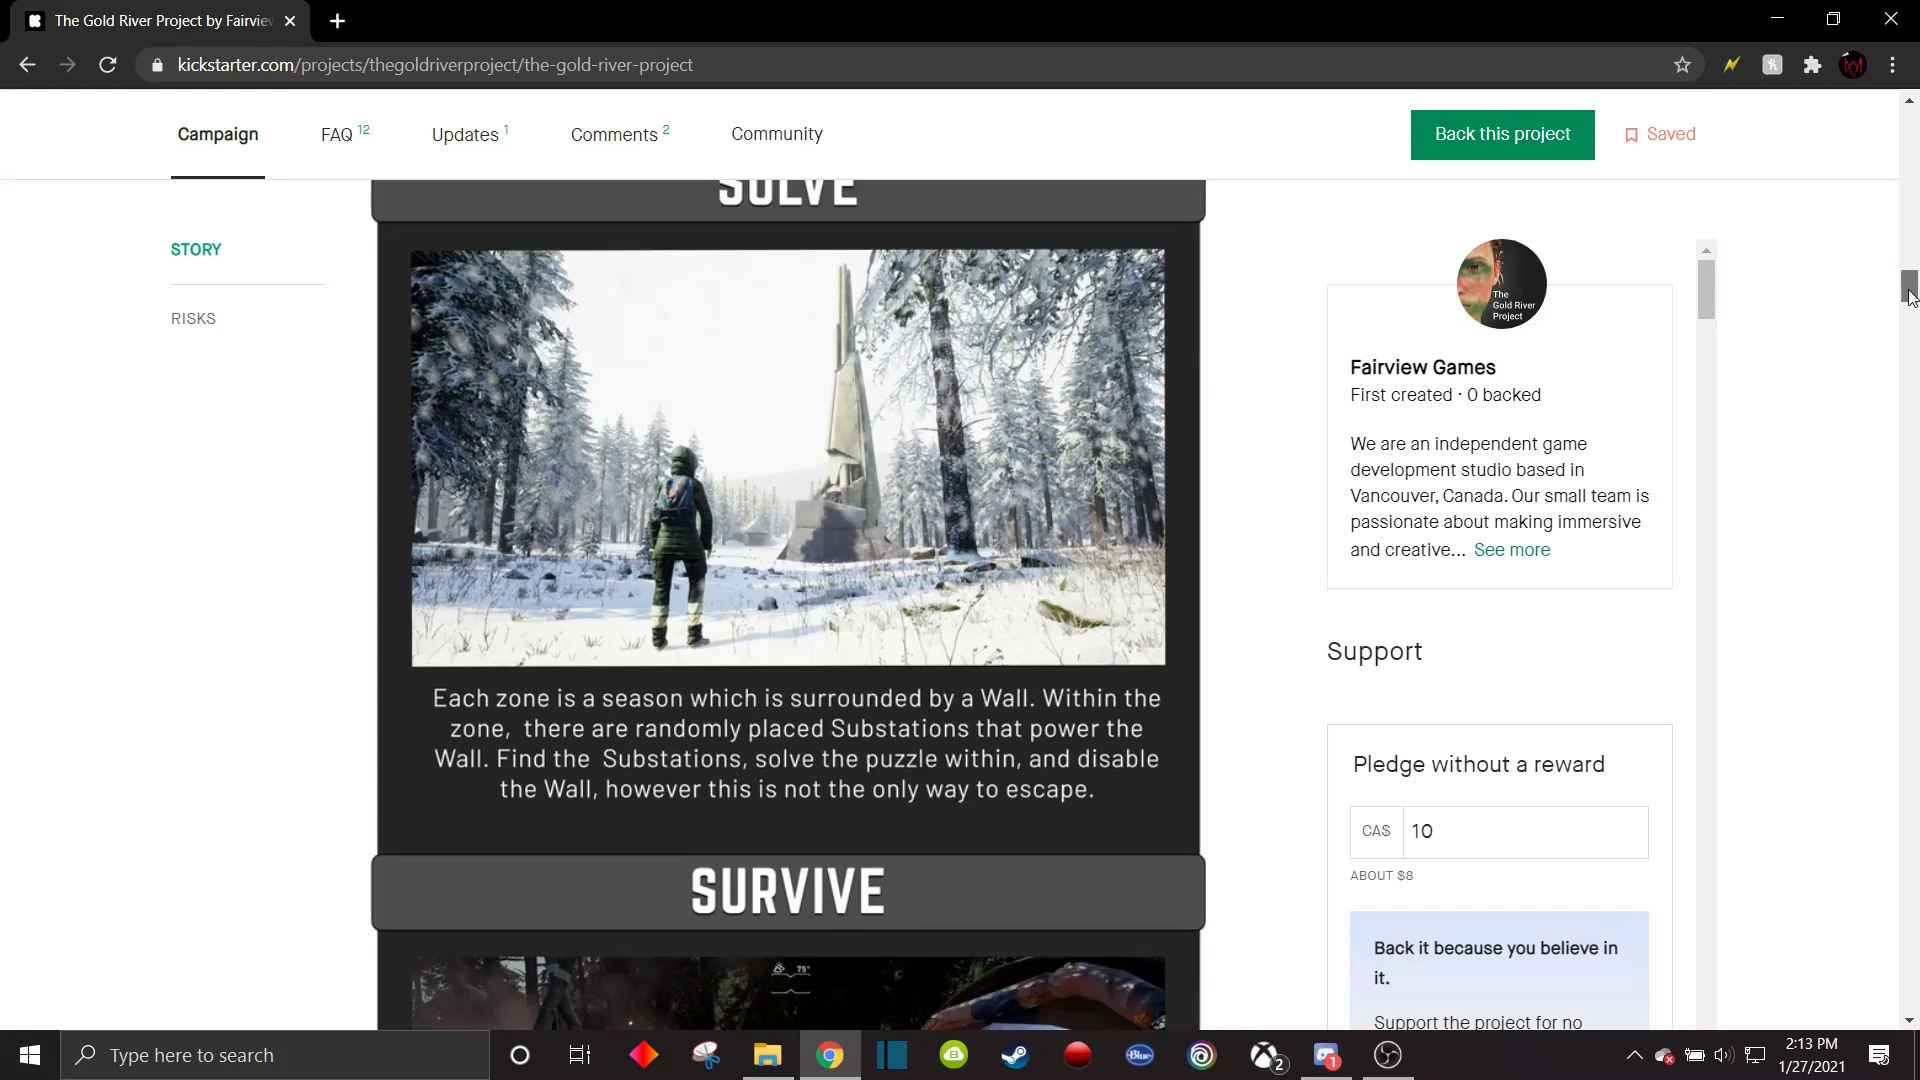 The Gold River Project by Fairview
kickstarter.com/projects/thegoldriverproject/the-gold-river-project
Campaign
FAQ 12
Updates 1
Comments 2
Community
Back this project
Saved
SOLVE
STORY
RISKS
The
Gold River
Project
Fairview Games
First created · 0 backed
We are an independent game
development studio based in
Vancouver, Canada. Our small team is
passionate about making immersive
and creative... See more
Each zone is a season which is surrounded by a Wall. Within the
zone, there are randomly placed Substations that power the
Wall. Find the Substations, solve the puzzle within, and disable
the Wall, however this is not the only way to escape.
Support
Pledge without a reward
CA$ 10
ABOUT $8
SURVIVE
75°
Back it because you believe in
it.
Support the project for no
Type here to search
Blue
2
1
2:13 PM
1/27/2021